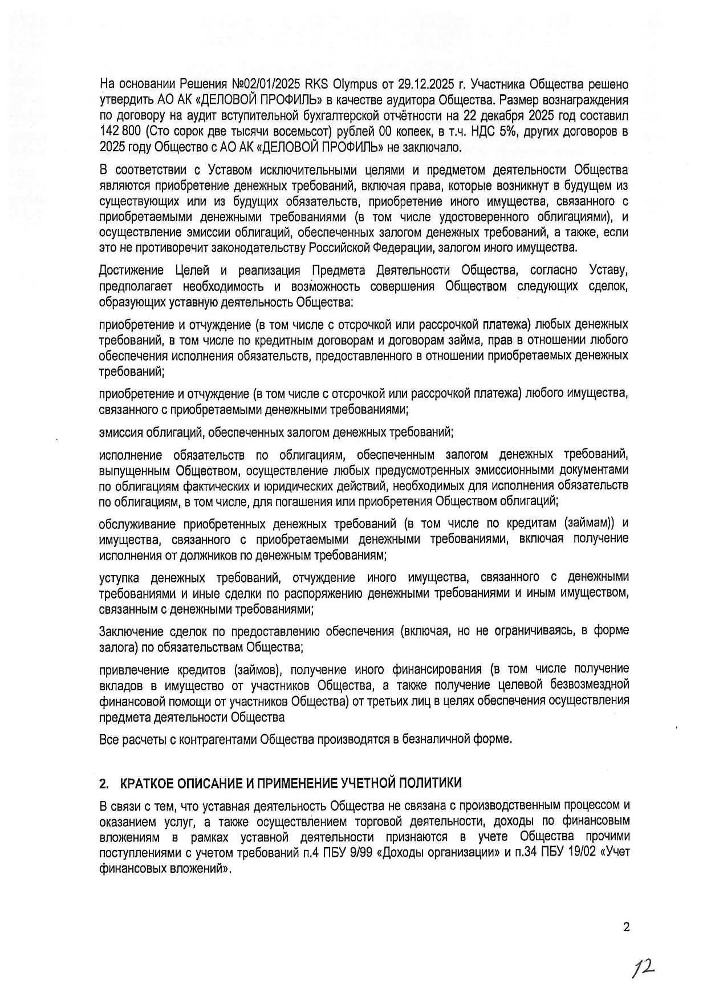 На основании Решения №02/01/2025 RKS Olympus от 29.12.2025 г. Участника Общества решено
утвердить АО АК «ДЕЛОВОЙ ПРОФИЛЬ» в качестве аудитора Общества. Размер вознаграждения
по договору на аудит вступительной бухгалтерской отчётности на 22 декабря 2025 год составил
142 800 (Сто сорок две тысячи восемьсот) рублей 00 копеек, в т.ч. НДС 5%, других договоров в
2025 году Общество с АО АК «ДЕЛОВОЙ ПРОФИЛЬ» не заключало.
В соответствии с Уставом исключительными целями и предметом деятельности Общества
являются приобретение денежных требований, включая права, которые возникнут в будущем из
существующих или из будущих обязательств, приобретение иного имущества, связанного с
приобретаемыми денежными требованиями (в том числе удостоверенного облигациями), и
осуществление эмиссии облигаций, обеспеченных залогом денежных требований, а также, если
это не противоречит законодательству Российской Федерации, залогом иного имущества.
Достижение Целей и реализация Предмета Деятельности Общества, согласно Уставу,
предполагает необходимость и возможность совершения Обществом следующих сделок,
образующих уставную деятельность Общества:
приобретение и отчуждение (в том числе с отсрочкой или рассрочкой платежа) любых денежных
требований, в том числе по кредитным договорам и договорам займа, прав в отношении любого
обеспечения исполнения обязательств, предоставленного в отношении приобретаемых денежных
требований;
приобретение и отчуждение (в том числе с отсрочкой или рассрочкой платежа) любого имущества,
связанного с приобретаемыми денежными требованиями;
эмиссия облигаций, обеспеченных залогом денежных требований;
исполнение обязательств по облигациям, обеспеченным залогом денежных требований,
выпущенным Обществом, осуществление любых предусмотренных эмиссионными документами
по облигациям фактических и юридических действий, необходимых для исполнения обязательств
по облигациям, в том числе, для погашения или приобретения Обществом облигаций;
обслуживание приобретенных денежных требований (в том числе по кредитам (займам)) и
имущества, связанного с приобретаемыми денежными требованиями, включая получение
исполнения от должников по денежным требованиям;
уступка денежных требований, отчуждение иного имущества, связанного с денежными
требованиями и иные сделки по распоряжению денежными требованиями и иным имуществом,
связанным с денежными требованиями;
Заключение сделок по предоставлению обеспечения (включая, но не ограничиваясь, в форме
залога) по обязательствам Общества;
привлечение кредитов (займов), получение иного финансирования (в том числе получение
вкладов в имущество от участников Общества, а также получение целевой безвозмездной
финансовой помощи от участников Общества) от третьих лиц в целях обеспечения осуществления
предмета деятельности Общества
Все расчеты с контрагентами Общества производятся в безналичной форме.
2. КРАТКОЕ ОПИСАНИЕ И ПРИМЕНЕНИЕ УЧЕТНОЙ ПОЛИТИКИ
В связи с тем, что уставная деятельность Общества не связана с производственным процессом и
оказанием услуг, а также осуществлением торговой деятельности, доходы по финансовым
вложениям в рамках уставной деятельности признаются в учете Общества прочими
поступлениями с учетом требований п.4 ПБУ 9/99 «Доходы организации» и п.34 ПБУ 19/02 «Учет
финансовых вложений».
2
12